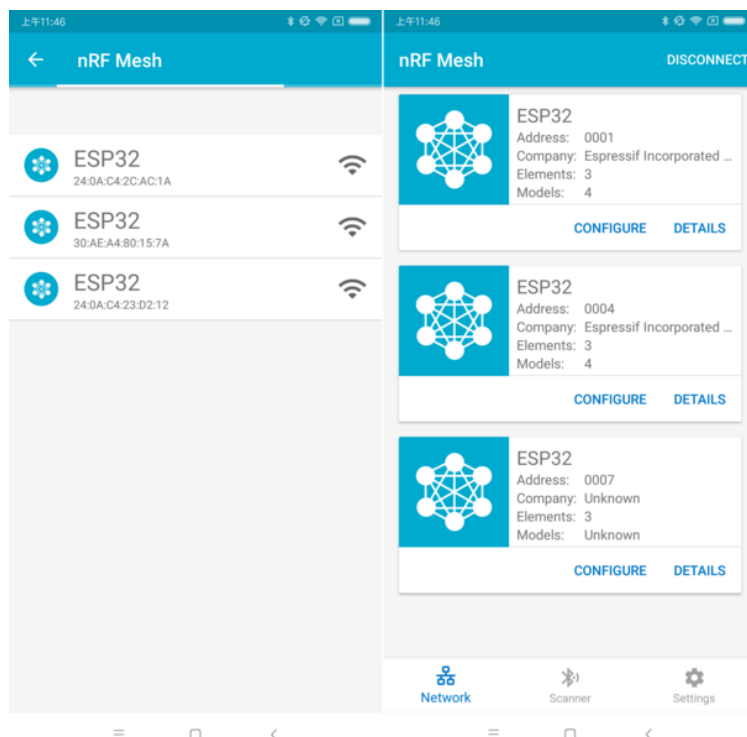 上午11:46
nRF Mesh
ESP32
24:0A:C4:2C:AC:1A
ESP32
30:AE:A4:80:15:7A
ESP32
24:0A:C4:23:D2:12
上午11:46
nRF Mesh DISCONNECT
ESP32
Address: 0001
Company: Espressif Incorporated ...
Elements: 3
Models: 4
CONFIGURE DETAILS
ESP32
Address: 0004
Company: Espressif Incorporated ...
Elements: 3
Models: 4
CONFIGURE DETAILS
ESP32
Address: 0007
Company: Unknown
Elements: 3
Models: Unknown
CONFIGURE DETAILS
Network Scanner Settings